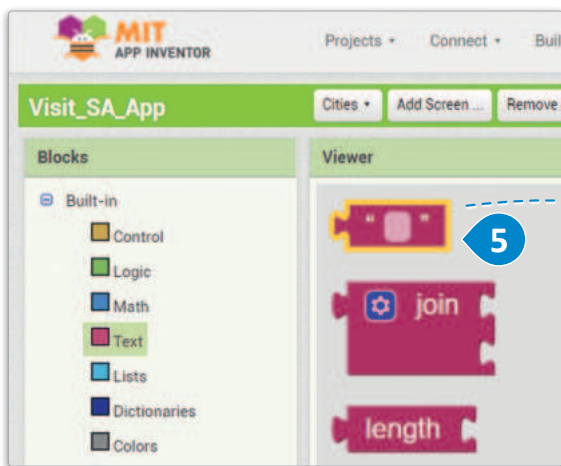 MIT
APP INVENTOR
Projects
Connect
Buil
Visit_SA_App
Cities
Add Screen ...
Remove
Blocks
Viewer
Built-in
Control
Logic
Math
Text
Lists
Dictionaries
Colors
“ ”
5
join
length